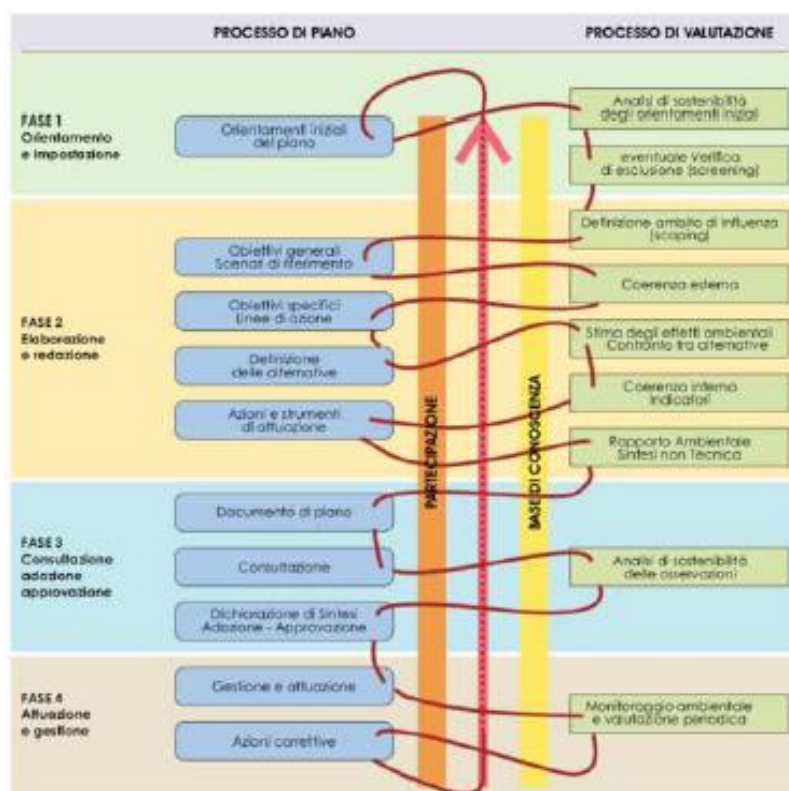 PROCESSO DI PIANO
PROCESSO DI VALUTAZIONE
FASE 1
Orientamento
e impostazione
Orientamenti iniziali
del piano
Analisi di sostenibilità
degli orientamenti iniziali
eventuale Verifica
di esclusione (screening)
FASE 2
Elaborazione
e redazione
Obiettivi generali
Scenari di riferimento
Obiettivi specifici
Linee di azione
Definizione
delle alternative
Azioni e strumenti
di attuazione
Definizione ambito di influenza
(scoping)
Coerenza esterna
Stima degli effetti ambientali
Confronto tra alternative
Coerenza interna
Indicatori
Rapporto Ambientale
Sintesi non Tecnica
PARTECIPAZIONE
BASE DI CONOSCENZA
FASE 3
Consultazione
adozione
approvazione
Documento di piano
Consultazione
Dichiarazione di Sintesi
Adozione - Approvazione
Analisi di sostenibilità
delle osservazioni
FASE 4
Attuazione
e gestione
Gestione e attuazione
Azioni correttive
Monitoraggio ambientale
e valutazione periodica